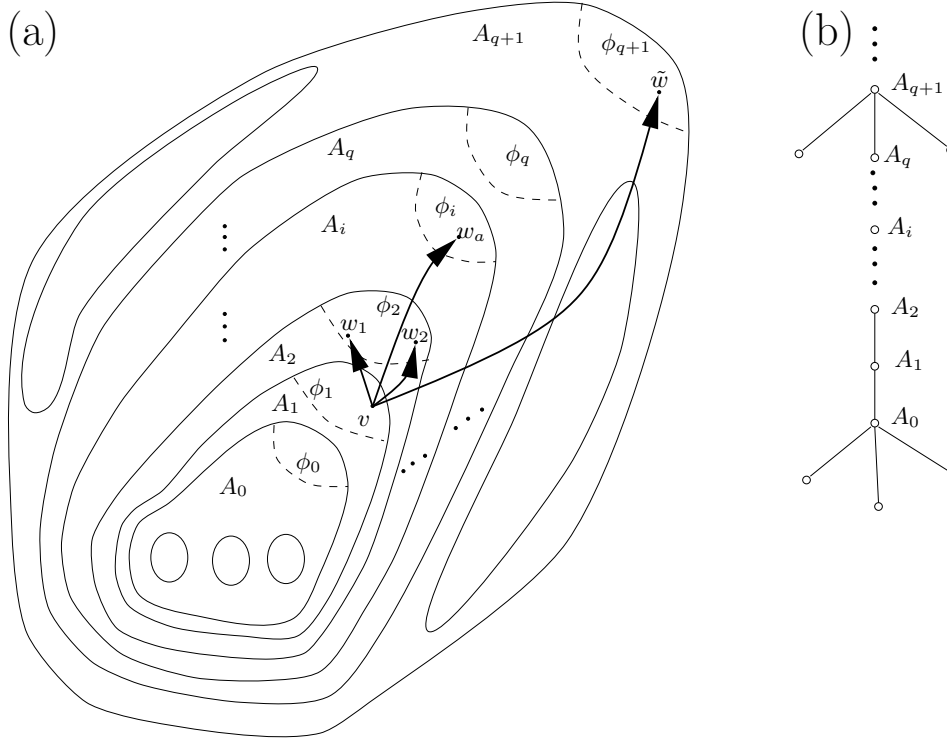 (a)
(b)
A_{q+1}
ϕ_{q+1}
w̃
A_q
ϕ_q
A_i
ϕ_i
w_a
ϕ_2
w_1
w_2
A_2
ϕ_1
v
A_1
ϕ_0
A_0
A_{q+1}
A_q
A_i
A_2
A_1
A_0